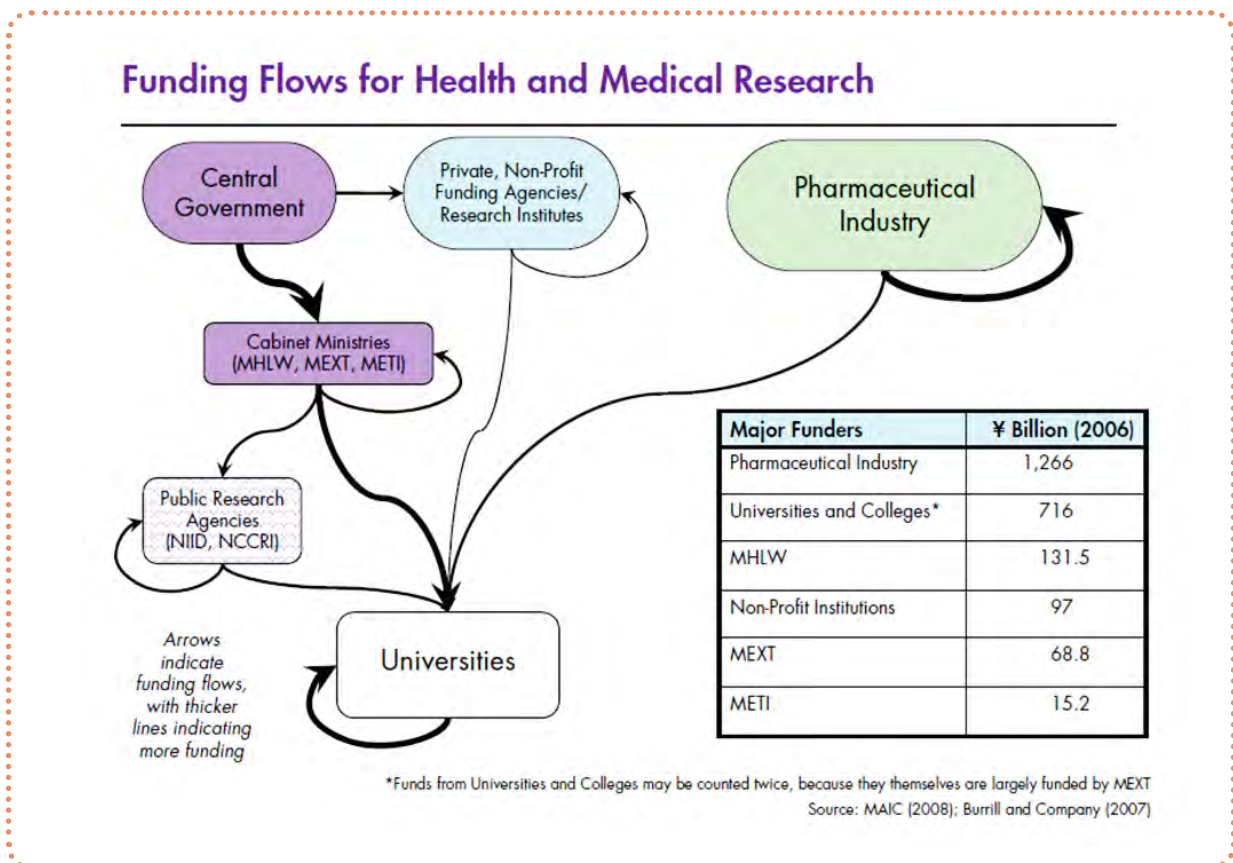 Funding Flows for Health and Medical Research
Central
Government
Private, Non-Profit
Funding Agencies/
Research Institutes
Pharmaceutical
Industry
Cabinet Ministries
(MHLW, MEXT, METI)
Public Research
Agencies
(NIID, NCCRI)
Universities
Arrows
indicate
funding flows,
with thicker
lines indicating
more funding
Major Funders ¥ Billion (2006)
Pharmaceutical Industry 1,266
Universities and Colleges* 716
MHLW 131.5
Non-Profit Institutions 97
MEXT 68.8
METI 15.2
*Funds from Universities and Colleges may be counted twice, because they themselves are largely funded by MEXT
Source: MAIC (2008); Burrill and Company (2007)